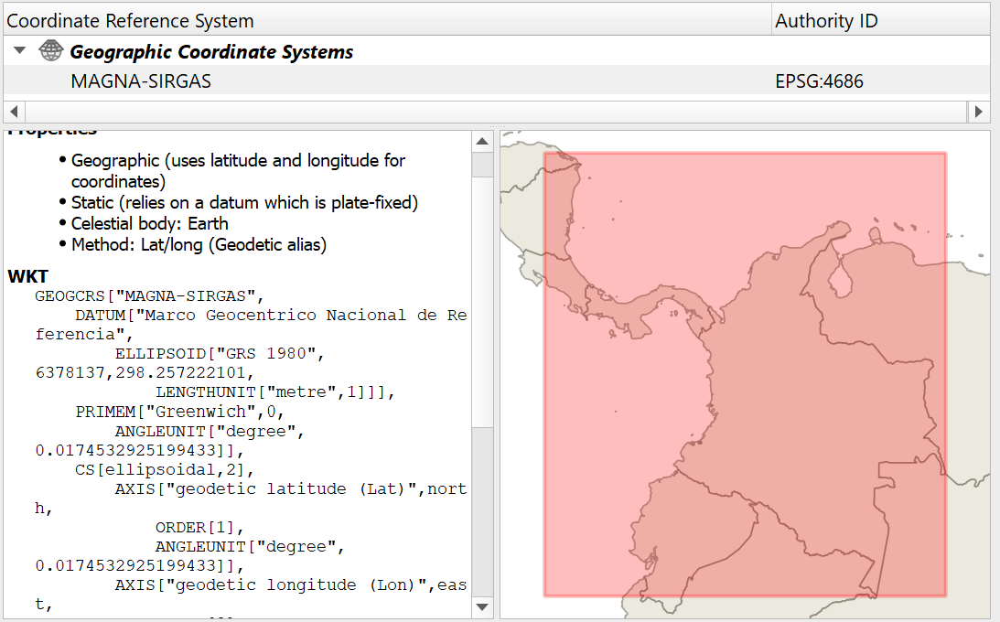 Coordinate Reference System Authority ID
Geographic Coordinate Systems
MAGNA-SIRGAS EPSG:4686
Properties
• Geographic (uses latitude and longitude for
coordinates)
• Static (relies on a datum which is plate-fixed)
• Celestial body: Earth
• Method: Lat/long (Geodetic alias)
WKT
GEOGCRS["MAGNA-SIRGAS",
DATUM["Marco Geocentrico Nacional de Re
ferencia",
ELLIPSOID["GRS 1980",
6378137,298.257222101,
LENGTHUNIT["metre",1]]],
PRIMEM["Greenwich",0,
ANGLEUNIT["degree",
0.0174532925199433]],
CS[ellipsoidal,2],
AXIS["geodetic latitude (Lat)",nort
h,
ORDER[1],
ANGLEUNIT["degree",
0.0174532925199433]],
AXIS["geodetic longitude (Lon)",eas
t,